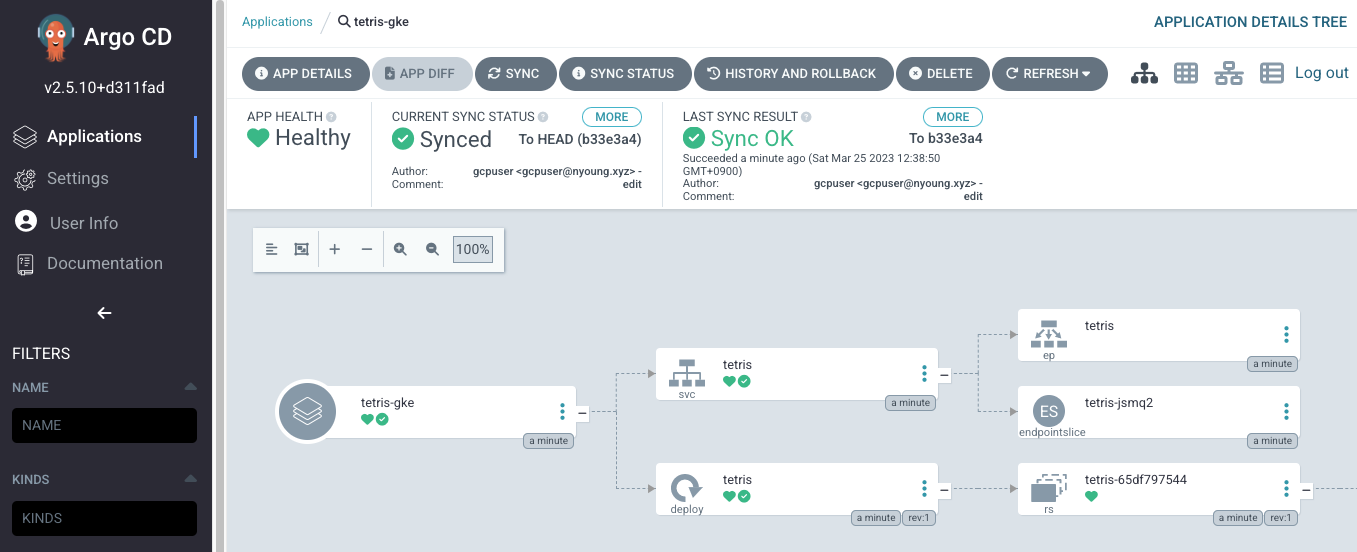 Argo CD
v2.5.10+d311fad
Applications
Settings
User Info
Documentation
FILTERS
NAME
NAME
KINDS
KINDS
Applications / tetris-gke
APPLICATION DETAILS TREE
APP DETAILS APP DIFF SYNC SYNC STATUS HISTORY AND ROLLBACK DELETE REFRESH
Log out
APP HEALTH
Healthy
CURRENT SYNC STATUS MORE
Synced To HEAD (b33e3a4)
Author: gcpuser <gcpuser@nyoung.xyz> -
Comment: edit
LAST SYNC RESULT MORE
Sync OK To b33e3a4
Succeeded a minute ago (Sat Mar 25 2023 12:38:50
GMT+0900)
Author: gcpuser <gcpuser@nyoung.xyz> -
Comment: edit
100%
tetris-gke
a minute
tetris
svc
a minute
tetris
deploy
a minute rev:1
tetris
ep
a minute
ES
tetris-jsmq2
endpointslice
a minute
tetris-65df797544
rs
a minute rev:1